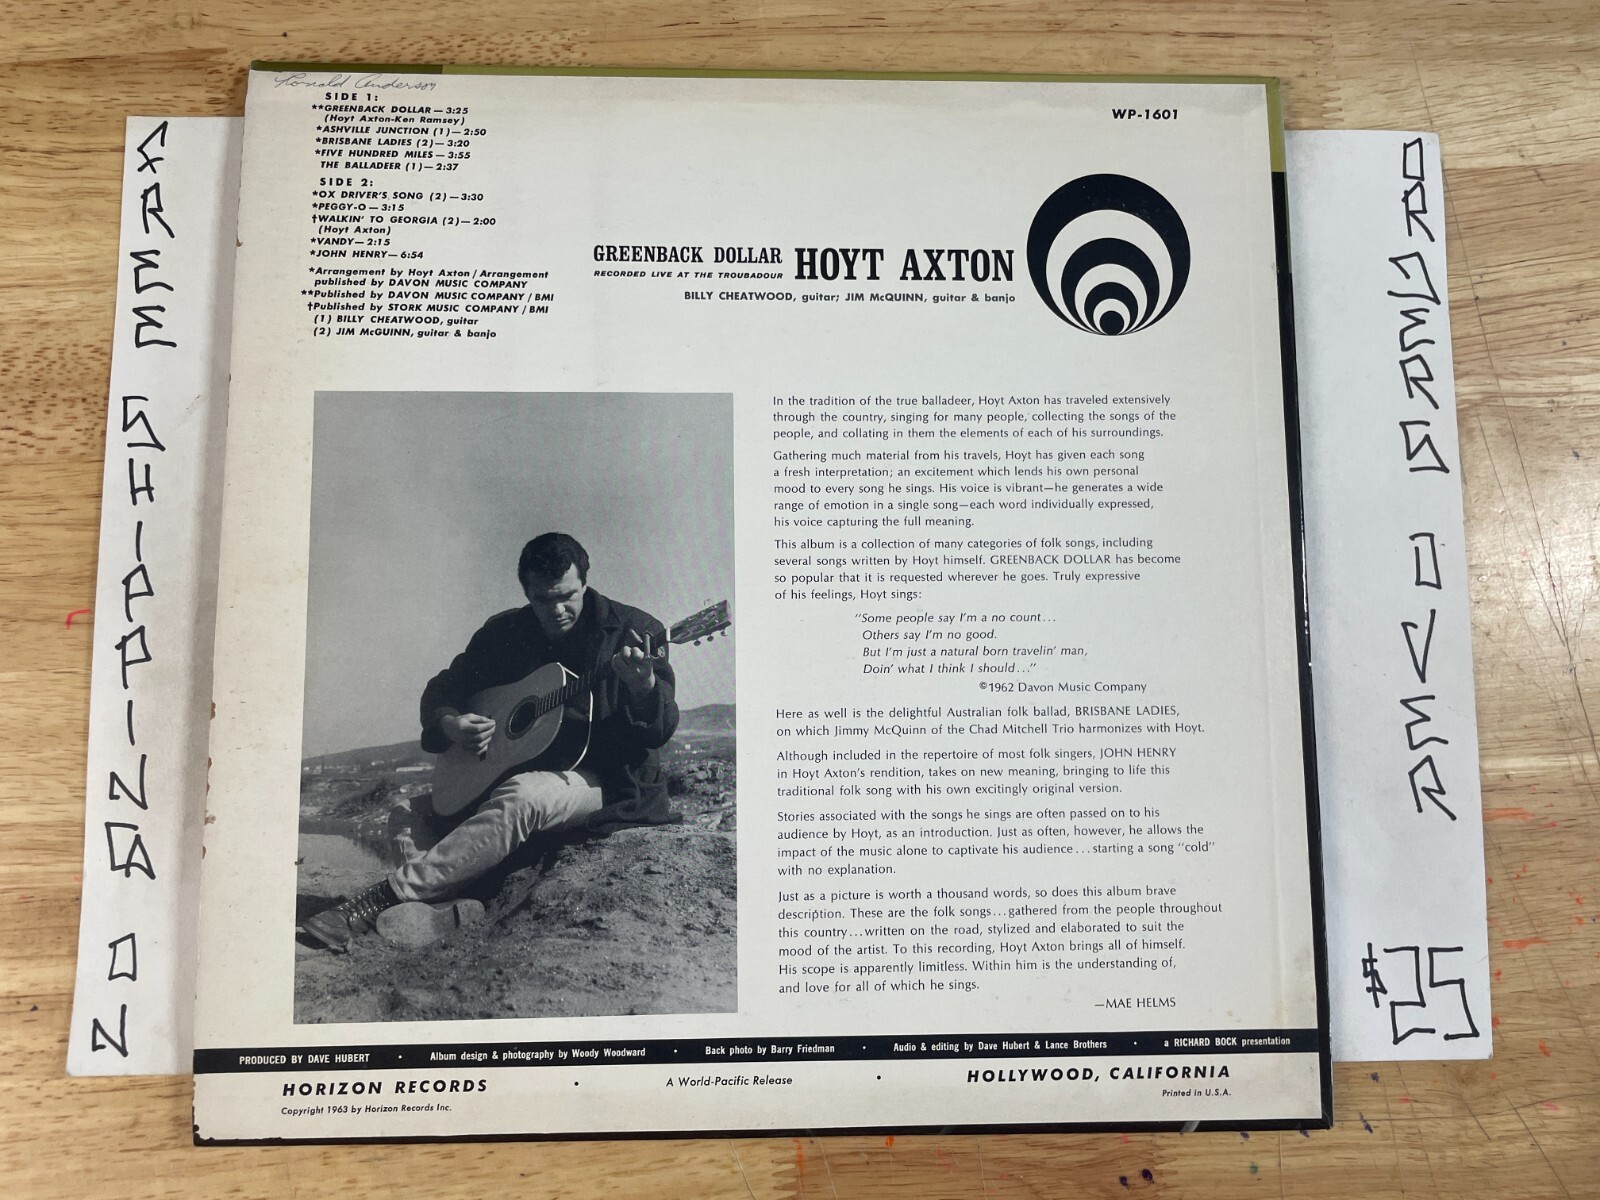 FREE SHIPPING ON
Ronald Anderson
SIDE 1:
**GREENBACK DOLLAR — 3:25
(Hoyt Axton-Ken Ramsey)
*ASHVILLE JUNCTION (1) — 2:50
*BRISBANE LADIES (2) — 3:20
*FIVE HUNDRED MILES — 3:55
THE BALLADEER (1) — 2:37
SIDE 2:
*OX DRIVER'S SONG (2) — 3:30
*PEGGY-O — 3:15
†WALKIN' TO GEORGIA (2) — 2:00
(Hoyt Axton)
*VANDY — 2:15
*JOHN HENRY — 6:54
*Arrangement by Hoyt Axton / Arrangement
published by DAVON MUSIC COMPANY
**Published by DAVON MUSIC COMPANY / BMI
†Published by STORK MUSIC COMPANY / BMI
(1) BILLY CHEATWOOD, guitar
(2) JIM McGUINN, guitar & banjo
WP-1601
GREENBACK DOLLAR HOYT AXTON
RECORDED LIVE AT THE TROUBADOUR
BILLY CHEATWOOD, guitar; JIM McQUINN, guitar & banjo
In the tradition of the true balladeer, Hoyt Axton has traveled extensively
through the country, singing for many people, collecting the songs of the
people, and collating in them the elements of each of his surroundings.
Gathering much material from his travels, Hoyt has given each song
a fresh interpretation; an excitement which lends his own personal
mood to every song he sings. His voice is vibrant—he generates a wide
range of emotion in a single song—each word individually expressed,
his voice capturing the full meaning.
This album is a collection of many categories of folk songs, including
several songs written by Hoyt himself. GREENBACK DOLLAR has become
so popular that it is requested wherever he goes. Truly expressive
of his feelings, Hoyt sings:
"Some people say I'm a no count...
Others say I'm no good.
But I'm just a natural born travelin' man,
Doin' what I think I should..."
©1962 Davon Music Company
Here as well is the delightful Australian folk ballad, BRISBANE LADIES,
on which Jimmy McQuinn of the Chad Mitchell Trio harmonizes with Hoyt.
Although included in the repertoire of most folk singers, JOHN HENRY
in Hoyt Axton's rendition, takes on new meaning, bringing to life this
traditional folk song with his own excitingly original version.
Stories associated with the songs he sings are often passed on to his
audience by Hoyt, as an introduction. Just as often, however, he allows the
impact of the music alone to captivate his audience...starting a song "cold"
with no explanation.
Just as a picture is worth a thousand words, so does this album brave
description. These are the folk songs...gathered from the people throughout
this country...written on the road, stylized and elaborated to suit the
mood of the artist. To this recording, Hoyt Axton brings all of himself.
His scope is apparently limitless. Within him is the understanding of,
and love for all of which he sings.
—MAE HELMS
PRODUCED BY DAVE HUBERT • Album design & photography by Woody Woodward • Back photo by Barry Friedman • Audio & editing by Dave Hubert & Lance Brothers • a RICHARD BOCK presentation
HORIZON RECORDS • A World-Pacific Release • HOLLYWOOD, CALIFORNIA
Copyright 1963 by Horizon Records Inc.
Printed in U.S.A.
ORDERS OVER
$25